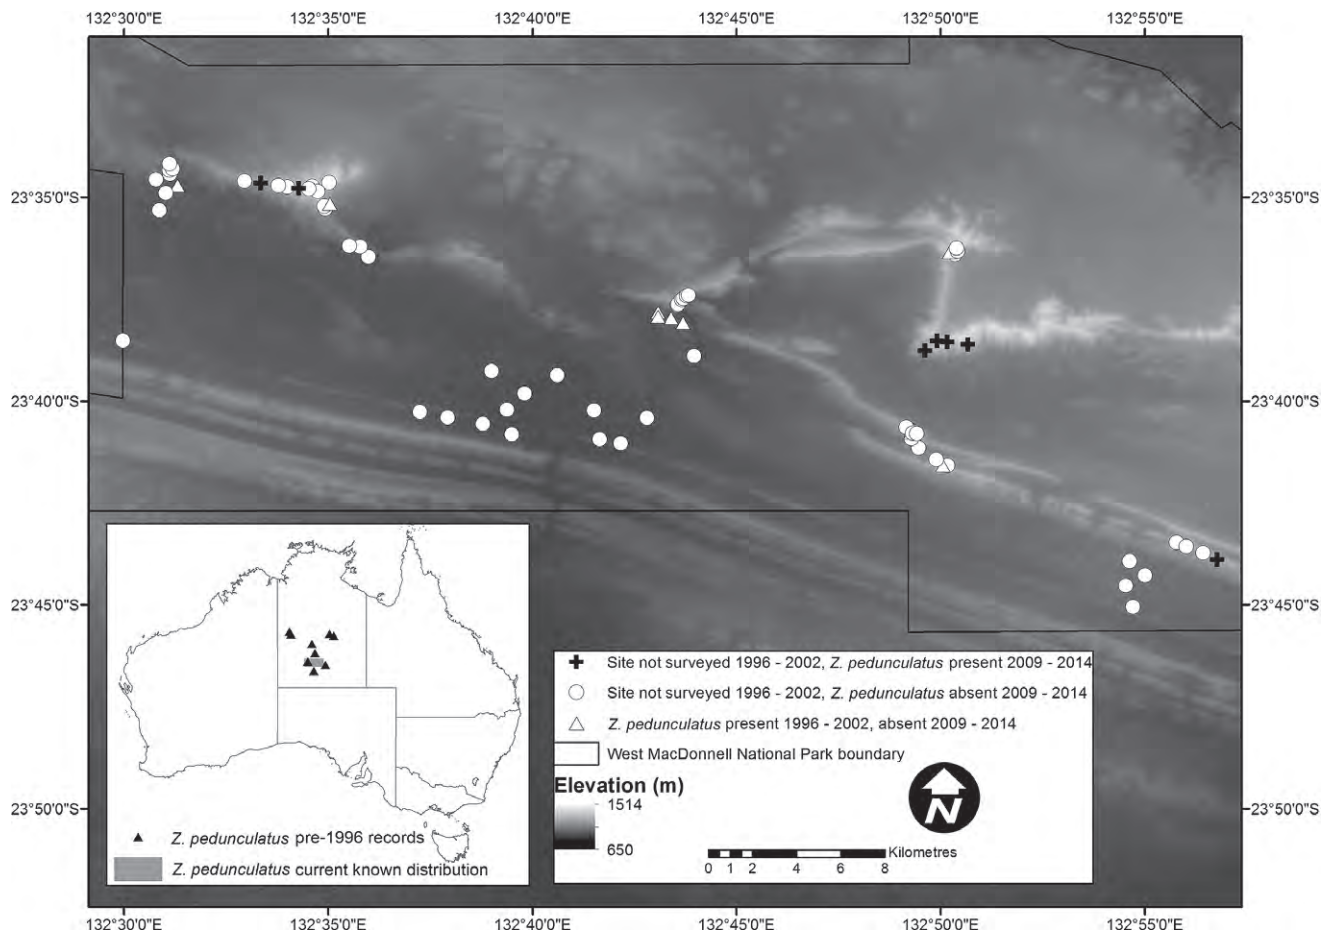 132°30'0"E 132°35'0"E 132°40'0"E 132°45'0"E 132°50'0"E 132°55'0"E
23°35'0"S 23°35'0"S
23°40'0"S 23°40'0"S
23°45'0"S 23°45'0"S
23°50'0"S 23°50'0"S
Z. pedunculatus pre-1996 records
Z. pedunculatus current known distribution
Site not surveyed 1996 - 2002, Z. pedunculatus present 2009 - 2014
Site not surveyed 1996 - 2002, Z. pedunculatus absent 2009 - 2014
Z. pedunculatus present 1996 - 2002, absent 2009 - 2014
West MacDonnell National Park boundary
Elevation (m)
1514
650
N
Kilometres
0 1 2 4 6 8
132°30'0"E 132°35'0"E 132°40'0"E 132°45'0"E 132°50'0"E 132°55'0"E